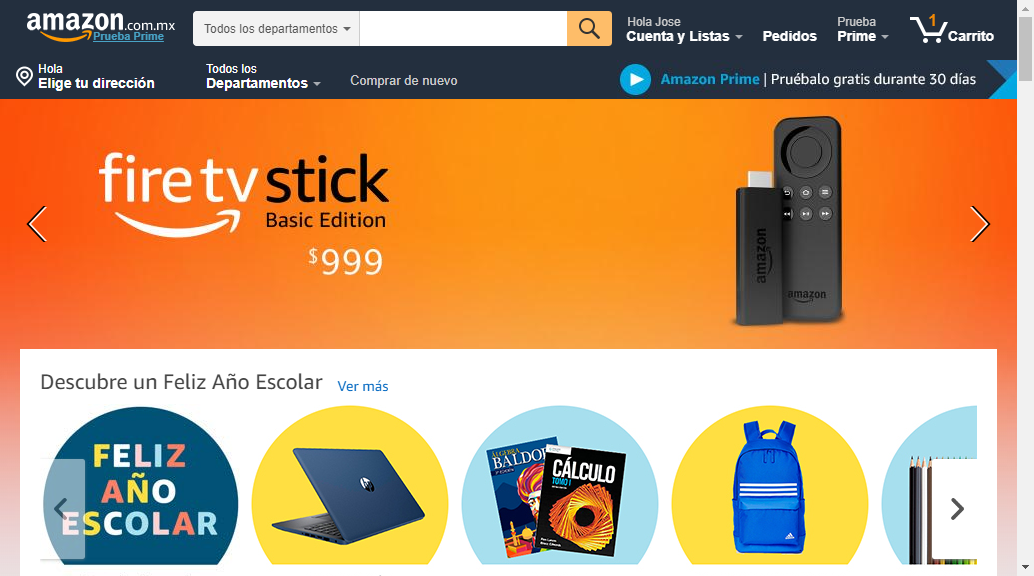 amazon.com.mx
Prueba Prime
Todos los departamentos
Hola Jose
Cuenta y Listas
Pedidos
Prueba
Prime
1
Carrito
Hola
Elige tu dirección
Todos los
Departamentos
Comprar de nuevo
Amazon Prime | Pruébalo gratis durante 30 días
fire tv stick
Basic Edition
$999
amazon
amazon
Descubre un Feliz Año Escolar
Ver más
FELIZ
AÑO
ESCOLAR
hp
ÁLGEBRA
BALDOR
CÁLCULO
TOMO I
adidas